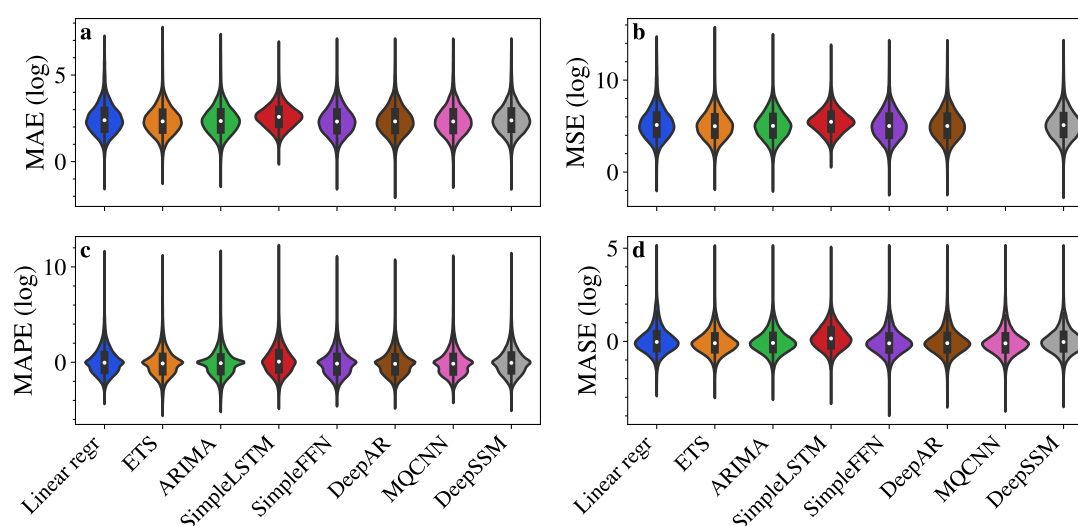 a
MAE (log)
5
0
b
MSE (log)
10
0
c
MAPE (log)
10
0
Linear regr
ETS
ARIMA
SimpleLSTM
SimpleFFN
DeepAR
MQCNN
DeepSSM
d
MASE (log)
5
0
Linear regr
ETS
ARIMA
SimpleLSTM
SimpleFFN
DeepAR
MQCNN
DeepSSM